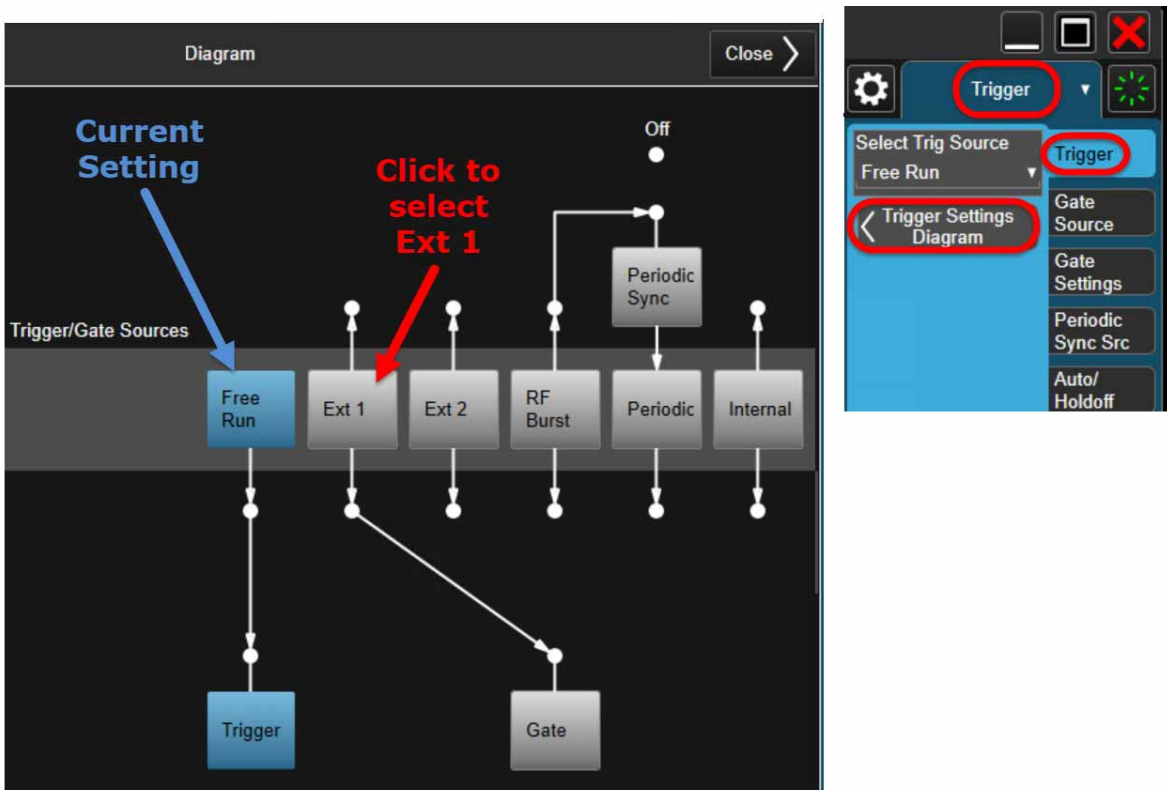 Diagram
Close
Current
Setting
Click to
select
Ext 1
Off
Periodic
Sync
Trigger/Gate Sources
Free
Run
Ext 1
Ext 2
RF
Burst
Periodic
Internal
Trigger
Gate
Trigger
Select Trig Source
Free Run
Trigger Settings
Diagram
Trigger
Gate
Source
Gate
Settings
Periodic
Sync Src
Auto/
Holdoff